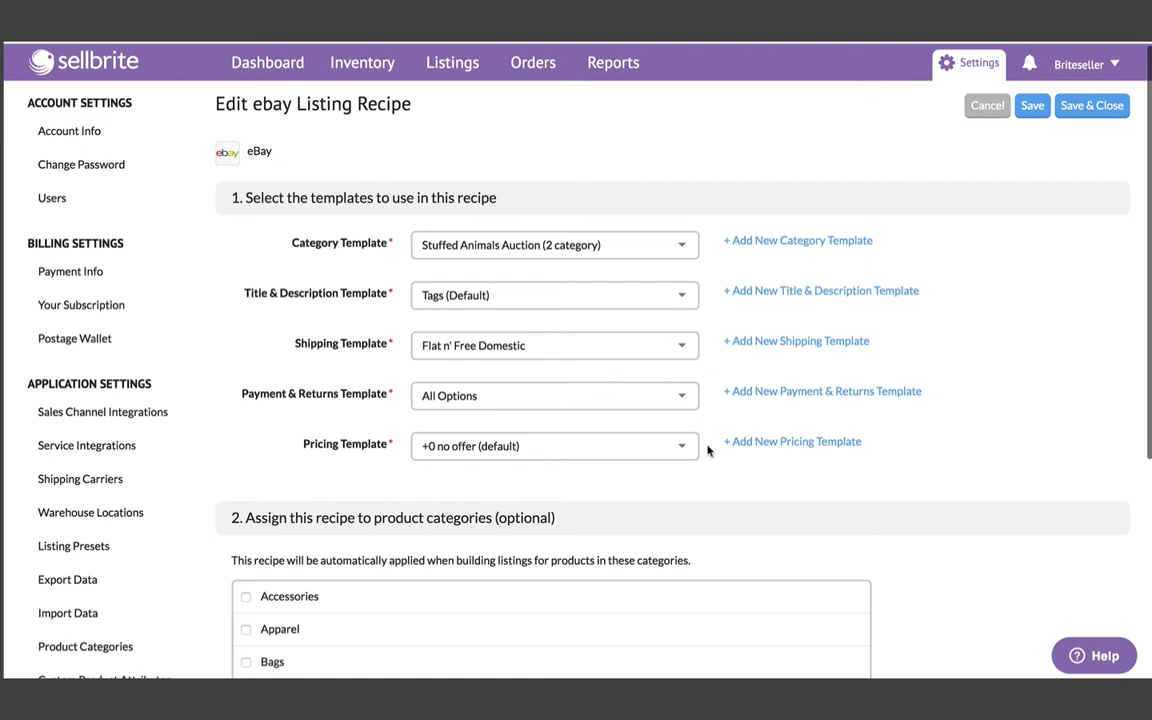 sellbrite
Dashboard Inventory Listings Orders Reports Settings Briteseller
ACCOUNT SETTINGS
Account Info
Change Password
Users
BILLING SETTINGS
Payment Info
Your Subscription
Postage Wallet
APPLICATION SETTINGS
Sales Channel Integrations
Service Integrations
Shipping Carriers
Warehouse Locations
Listing Presets
Export Data
Import Data
Product Categories
Custom Product Attributes
Edit ebay Listing Recipe
Cancel Save Save & Close
ebay eBay
1. Select the templates to use in this recipe
Category Template* Stuffed Animals Auction (2 category) + Add New Category Template
Title & Description Template* Tags (Default) + Add New Title & Description Template
Shipping Template* Flat n' Free Domestic + Add New Shipping Template
Payment & Returns Template* All Options + Add New Payment & Returns Template
Pricing Template* +0 no offer (default) + Add New Pricing Template
2. Assign this recipe to product categories (optional)
This recipe will be automatically applied when building listings for products in these categories.
Accessories
Apparel
Bags
Help